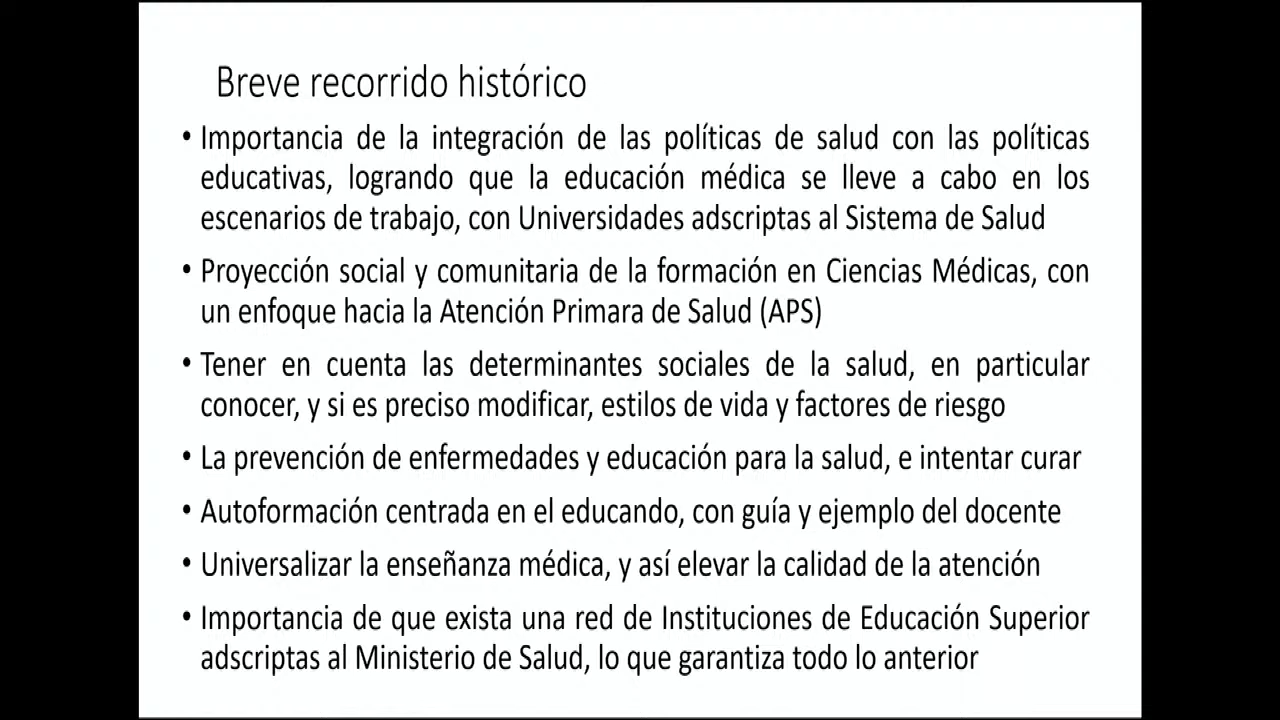 Breve recorrido histórico
• Importancia de la integración de las políticas de salud con las políticas
educativas, logrando que la educación médica se lleve a cabo en los
escenarios de trabajo, con Universidades adscriptas al Sistema de Salud
• Proyección social y comunitaria de la formación en Ciencias Médicas, con
un enfoque hacia la Atención Primara de Salud (APS)
• Tener en cuenta las determinantes sociales de la salud, en particular
conocer, y si es preciso modificar, estilos de vida y factores de riesgo
• La prevención de enfermedades y educación para la salud, e intentar curar
• Autoformación centrada en el educando, con guía y ejemplo del docente
• Universalizar la enseñanza médica, y así elevar la calidad de la atención
• Importancia de que exista una red de Instituciones de Educación Superior
adscriptas al Ministerio de Salud, lo que garantiza todo lo anterior